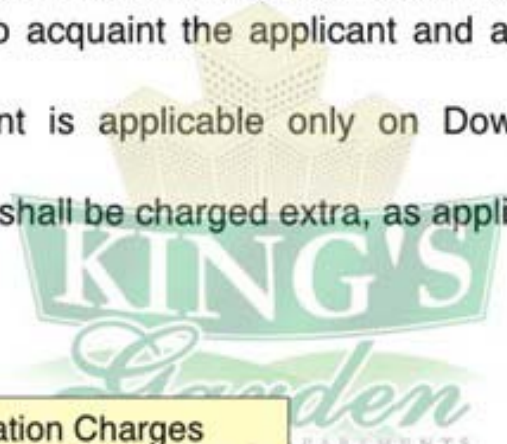 o acquaint the applicant and a
nt is applicable only on Dow
shall be charged extra, as appli
KING'S
Garden
ation Charges